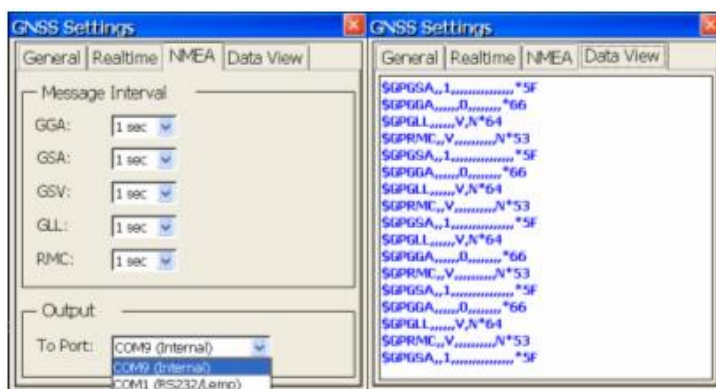 GNSS Settings
General Realtime NMEA Data View
Message Interval
GGA: 1 sec
GSA: 1 sec
GSV: 1 sec
GLL: 1 sec
RMC: 1 sec
Output
To Port: COM9 (Internal)
COM9 (Internal)
COM1 (RS232/Lemo)
GNSS Settings
General Realtime NMEA Data View
$GPGSA,,1,,,,,,,,,,,,,,,*5F
$GPGGA,,,,,,0,,,,,,,,*66
$GPGLL,,,,,,V,N*64
$GPRMC,,V,,,,,,,,,,N*53
$GPGSA,,1,,,,,,,,,,,,,,,*5F
$GPGGA,,,,,,0,,,,,,,,*66
$GPGLL,,,,,,V,N*64
$GPRMC,,V,,,,,,,,,,N*53
$GPGSA,,1,,,,,,,,,,,,,,,*5F
$GPGLL,,,,,,V,N*64
$GPGGA,,,,,,0,,,,,,,,*66
$GPRMC,,V,,,,,,,,,,N*53
$GPGSA,,1,,,,,,,,,,,,,,,*5F
$GPGGA,,,,,,0,,,,,,,,*66
$GPGLL,,,,,,V,N*64
$GPRMC,,V,,,,,,,,,,N*53
$GPGSA,,1,,,,,,,,,,,,,,,*5F